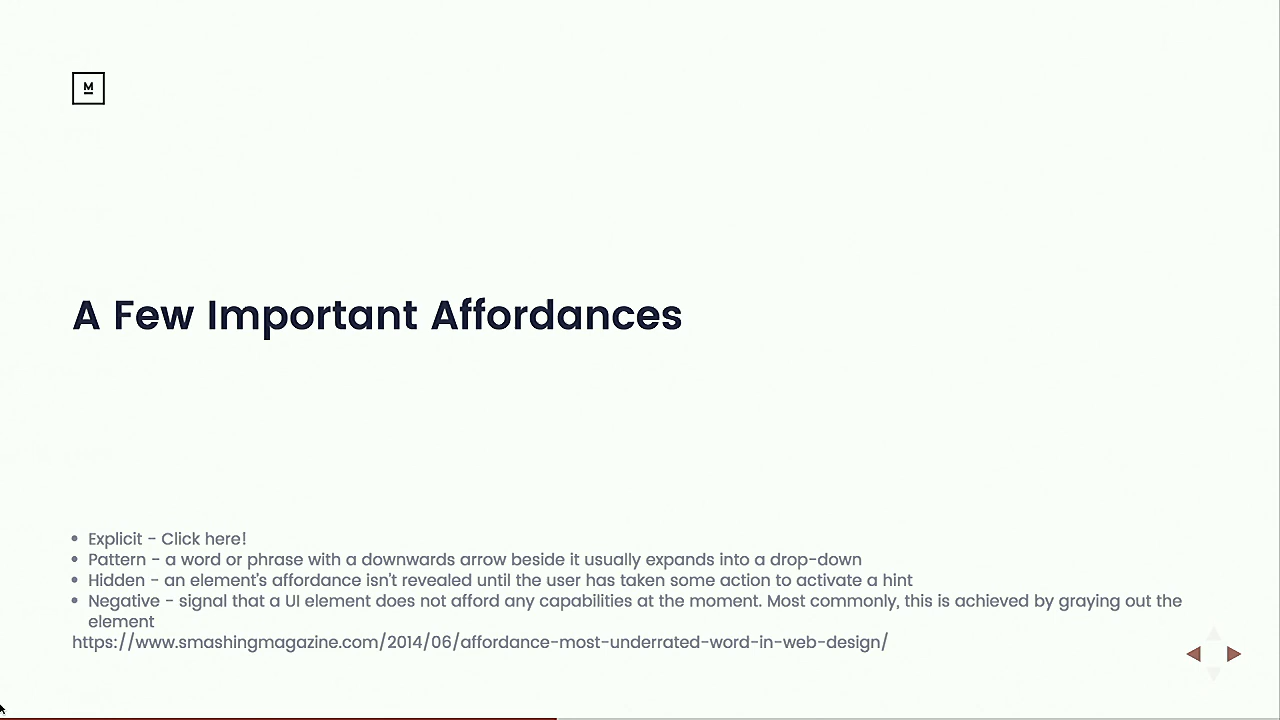 M
A Few Important Affordances
• Explicit - Click here!
• Pattern - a word or phrase with a downwards arrow beside it usually expands into a drop-down
• Hidden - an element's affordance isn't revealed until the user has taken some action to activate a hint
• Negative - signal that a UI element does not afford any capabilities at the moment. Most commonly, this is achieved by graying out the
element
https://www.smashingmagazine.com/2014/06/affordance-most-underrated-word-in-web-design/